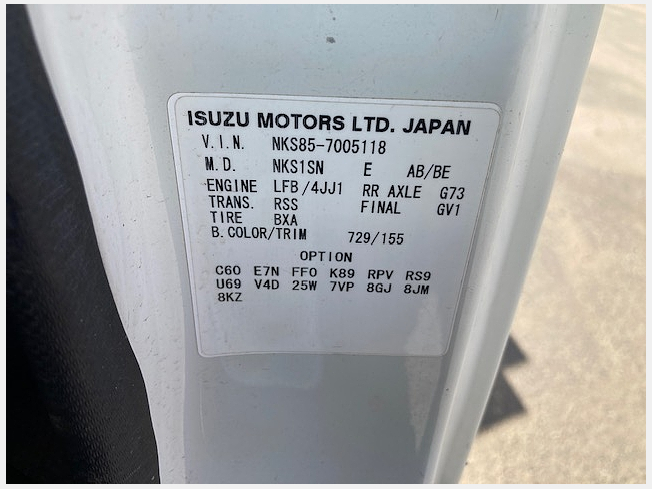 ISUZU MOTORS LTD. JAPAN
V.I.N. NKS85-7005118
M.D. NKS1SN E AB/BE
ENGINE LFB/4JJ1 RR AXLE G73
TRANS. RSS FINAL GV1
TIRE BXA
B.COLOR/TRIM 729/155
OPTION
C60 E7N FF0 K89 RPV RS9
U69 V4D 25W 7VP 8GJ 8JM
8KZ